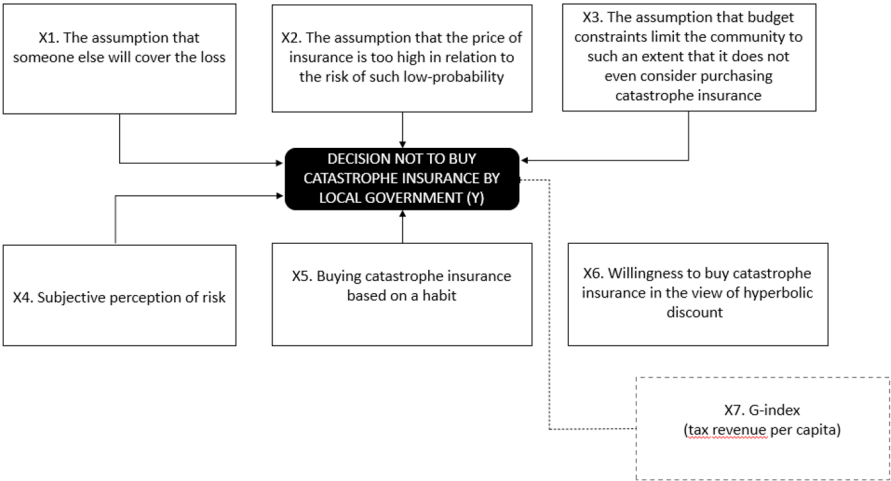 X1. The assumption that
someone else will cover the loss
X2. The assumption that the price of
insurance is too high in relation to
the risk of such low-probability
X3. The assumption that budget
constraints limit the community to
such an extent that it does not
even consider purchasing
catastrophe insurance
DECISION NOT TO BUY
CATASTROPHE INSURANCE BY
LOCAL GOVERNMENT (Y)
X4. Subjective perception of risk
X5. Buying catastrophe insurance
based on a habit
X6. Willingness to buy catastrophe
insurance in the view of hyperbolic
discount
X7. G-index
(tax revenue per capita)